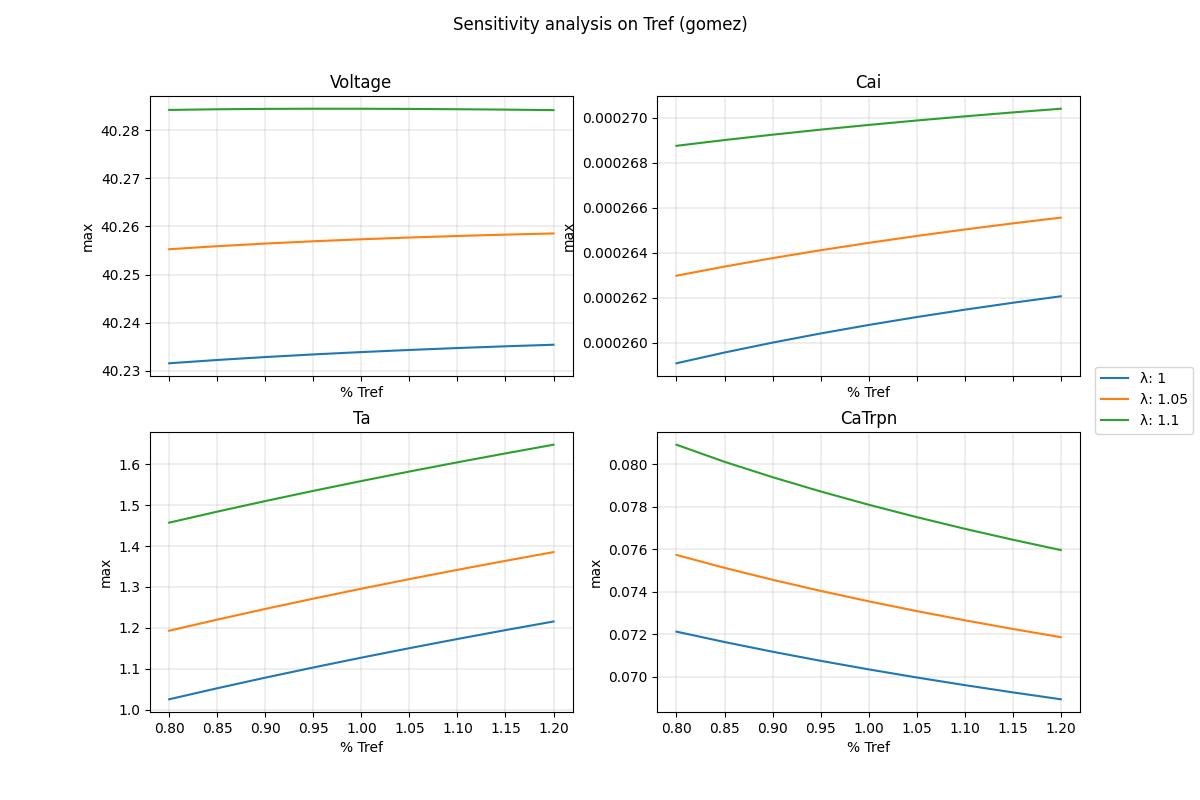 Sensitivity analysis on Tref (gomez)
Voltage
40.28
40.27
40.26
40.25
40.24
40.23
max
% Tref
Cai
0.000270
0.000268
0.000266
0.000264
0.000262
0.000260
max
% Tref
λ: 1
λ: 1.05
λ: 1.1
Ta
1.6
1.5
1.4
1.3
1.2
1.1
1.0
max
0.80 0.85 0.90 0.95 1.00 1.05 1.10 1.15 1.20
% Tref
CaTrpn
0.080
0.078
0.076
0.074
0.072
0.070
max
0.80 0.85 0.90 0.95 1.00 1.05 1.10 1.15 1.20
% Tref